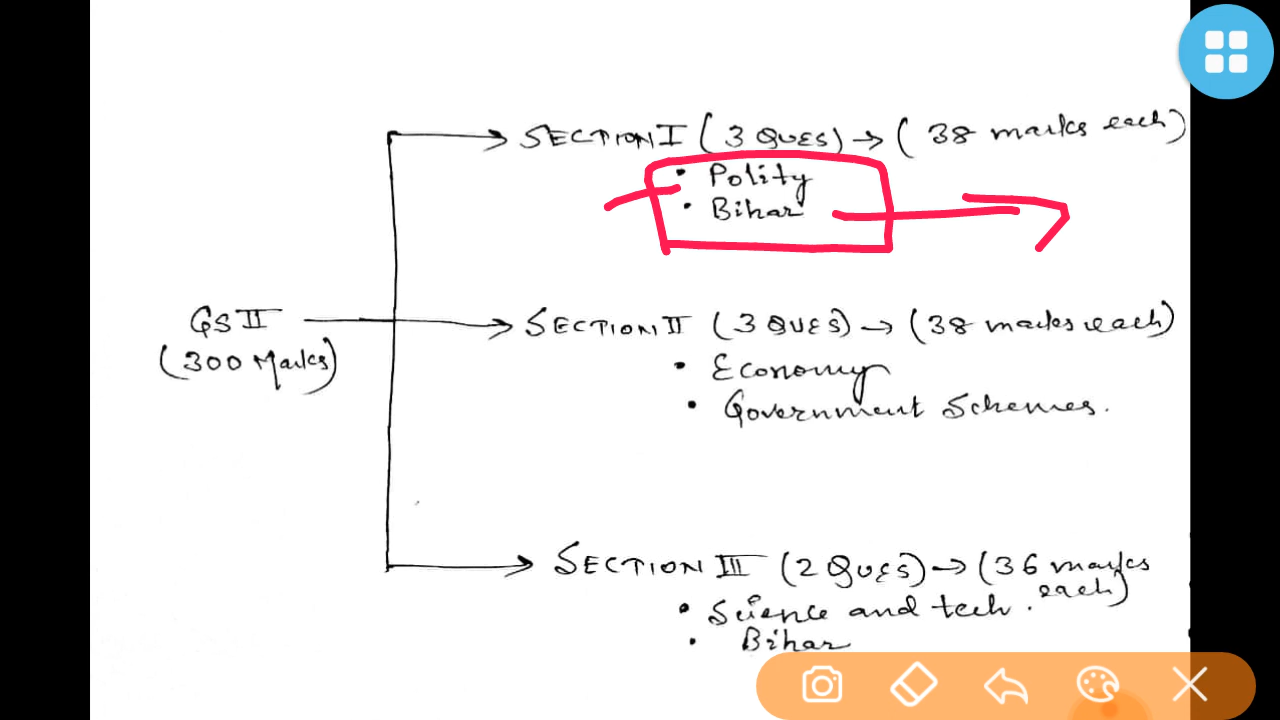 SECTION I (3 QUES) → (38 marks each)
• Polity
• Bihar
GS II
(300 Marks)
SECTION II (3 QUES) → (38 marks each)
• Economy
• Government Schemes.
SECTION III (2 QUES) → (36 marks
each)
• Science and tech.
• Bihar